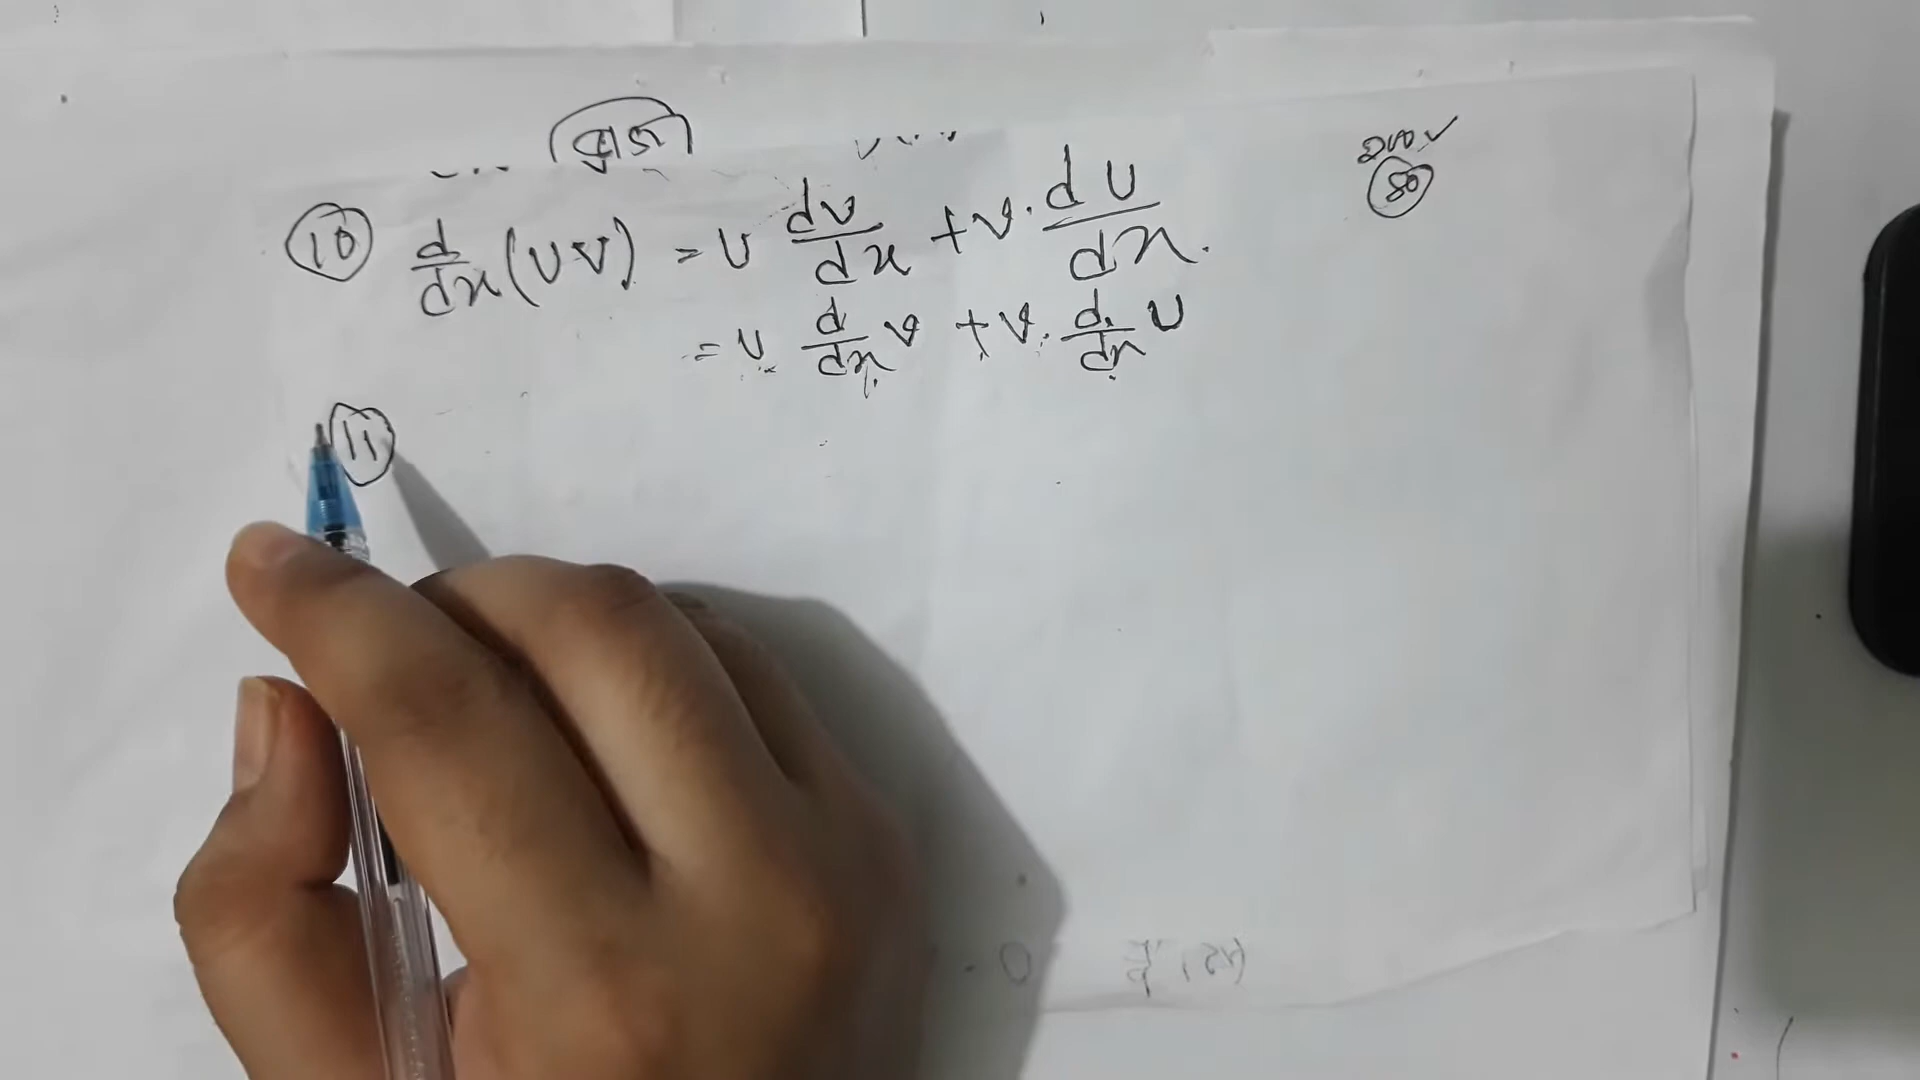 10 d/dx (UV) = U dv/dx + v. dU/dx.
= U d/dx v + v. d/dx U
11
80